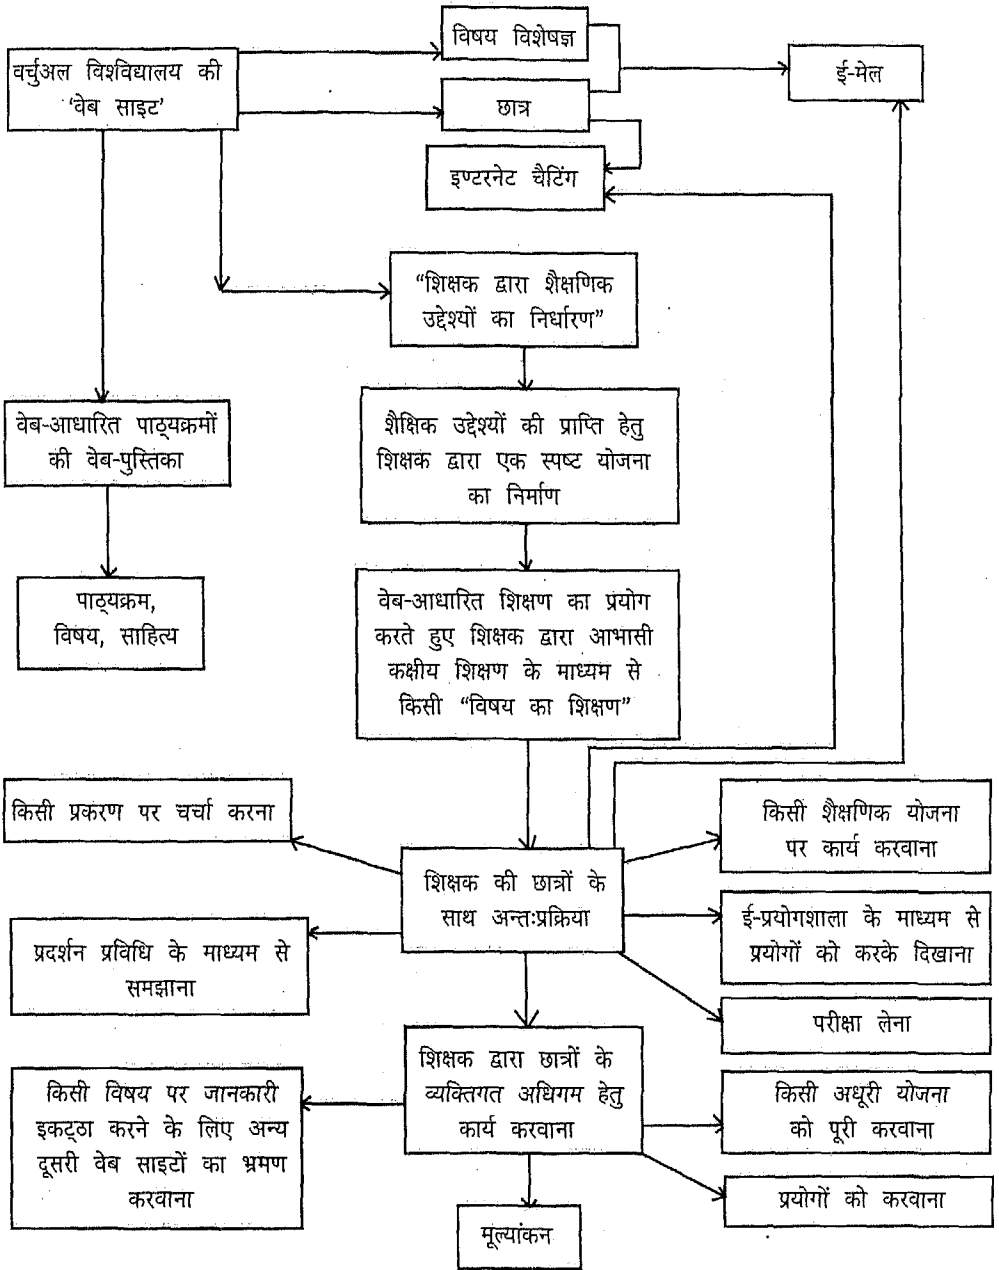 विषय विशेषज्ञ
वर्चुअल विश्वविद्यालय की
‘वेब साइट’
ई-मेल
छात्र
इण्टरनेट चैटिंग
“शिक्षक द्वारा शैक्षणिक
उद्देश्यों का निर्धारण”
वेब-आधारित पाठ्यक्रमों
की वेब-पुस्तिका
शैक्षिक उद्देश्यों की प्राप्ति हेतु
शिक्षक द्वारा एक स्पष्ट योजना
का निर्माण
पाठ्यक्रम,
विषय, साहित्य
वेब-आधारित शिक्षण का प्रयोग
करते हुए शिक्षक द्वारा आभासी
कक्षीय शिक्षण के माध्यम से
किसी “विषय का शिक्षण”
किसी प्रकरण पर चर्चा करना
किसी शैक्षणिक योजना
पर कार्य करवाना
शिक्षक की छात्रों के
साथ अन्तःप्रक्रिया
ई-प्रयोगशाला के माध्यम से
प्रयोगों को करके दिखाना
प्रदर्शन प्रविधि के माध्यम से
समझाना
परीक्षा लेना
शिक्षक द्वारा छात्रों के
व्यक्तिगत अधिगम हेतु
कार्य करवाना
किसी विषय पर जानकारी
इकट्ठा करने के लिए अन्य
दूसरी वेब साइटों का भ्रमण
करवाना
किसी अधूरी योजना
को पूरी करवाना
प्रयोगों को करवाना
मूल्यांकन